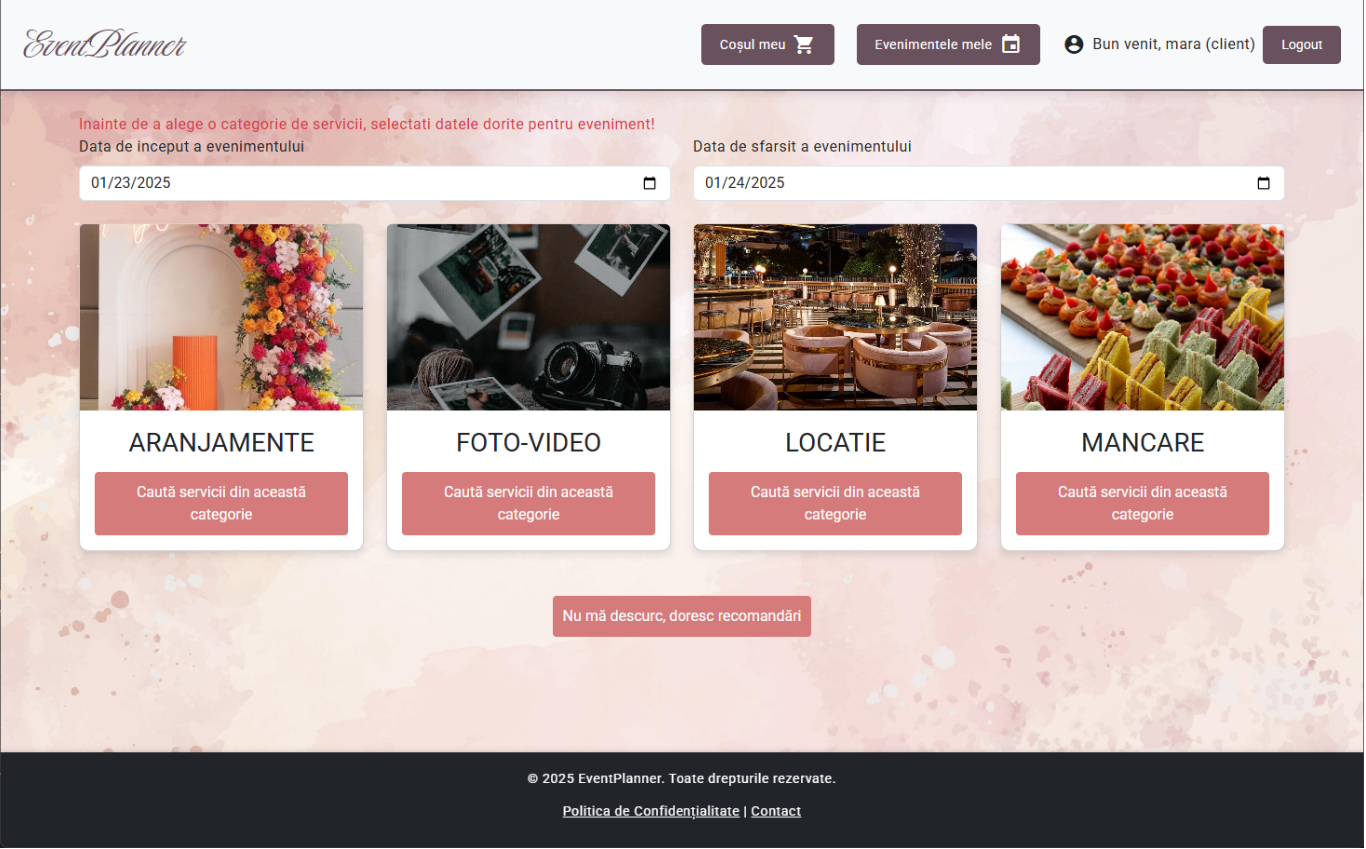 EventPlanner
Coșul meu
Evenimentele mele
Bun venit, mara (client)
Logout
Inainte de a alege o categorie de servicii, selectati datele dorite pentru eveniment!
Data de inceput a evenimentului
Data de sfarsit a evenimentului
01/23/2025
01/24/2025
ARANJAMENTE
Caută servicii din această
categorie
FOTO-VIDEO
Caută servicii din această
categorie
LOCATIE
Caută servicii din această
categorie
MANCARE
Caută servicii din această
categorie
Nu mă descurc, doresc recomandări
© 2025 EventPlanner. Toate drepturile rezervate.
Politica de Confidențialitate | Contact